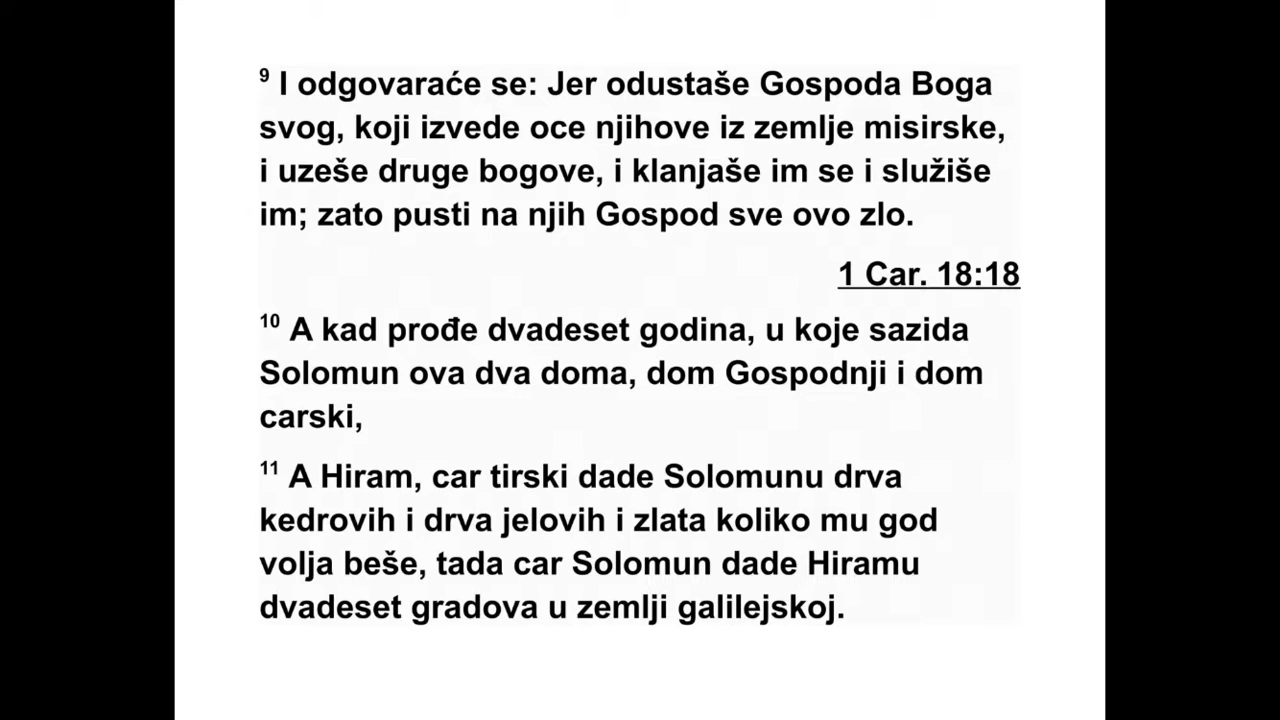 9 I odgovaraće se: Jer odustaše Gospoda Boga
svog, koji izvede oce njihove iz zemlje misirske,
i uzeše druge bogove, i klanjaše im se i služiše
im; zato pusti na njih Gospod sve ovo zlo.
1 Car. 18:18
10 A kad prođe dvadeset godina, u koje sazida
Solomun ova dva doma, dom Gospodnji i dom
carski,
11 A Hiram, car tirski dade Solomunu drva
kedrovih i drva jelovih i zlata koliko mu god
volja beše, tada car Solomun dade Hiramu
dvadeset gradova u zemlji galilejskoj.